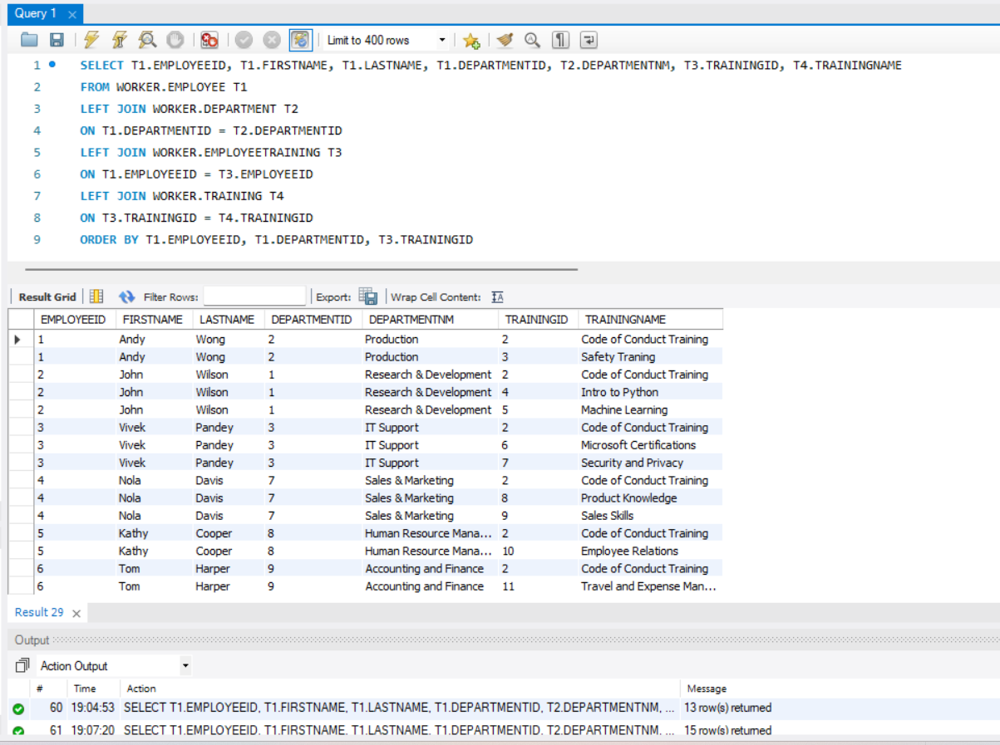 Query 1
Limit to 400 rows
1 SELECT T1.EMPLOYEEID, T1.FIRSTNAME, T1.LASTNAME, T1.DEPARTMENTID, T2.DEPARTMENTNM, T3.TRAININGID, T4.TRAININGNAME
2 FROM WORKER.EMPLOYEE T1
3 LEFT JOIN WORKER.DEPARTMENT T2
4 ON T1.DEPARTMENTID = T2.DEPARTMENTID
5 LEFT JOIN WORKER.EMPLOYEETRAINING T3
6 ON T1.EMPLOYEEID = T3.EMPLOYEEID
7 LEFT JOIN WORKER.TRAINING T4
8 ON T3.TRAININGID = T4.TRAININGID
9 ORDER BY T1.EMPLOYEEID, T1.DEPARTMENTID, T3.TRAININGID
Result Grid Filter Rows: Export: Wrap Cell Content: IA
EMPLOYEEID FIRSTNAME LASTNAME DEPARTMENTID DEPARTMENTNM TRAININGID TRAININGNAME
1 Andy Wong 2 Production 2 Code of Conduct Training
1 Andy Wong 2 Production 3 Safety Traning
2 John Wilson 1 Research & Development 2 Code of Conduct Training
2 John Wilson 1 Research & Development 4 Intro to Python
2 John Wilson 1 Research & Development 5 Machine Learning
3 Vivek Pandey 3 IT Support 2 Code of Conduct Training
3 Vivek Pandey 3 IT Support 6 Microsoft Certifications
3 Vivek Pandey 3 IT Support 7 Security and Privacy
4 Nola Davis 7 Sales & Marketing 2 Code of Conduct Training
4 Nola Davis 7 Sales & Marketing 8 Product Knowledge
4 Nola Davis 7 Sales & Marketing 9 Sales Skills
5 Kathy Cooper 8 Human Resource Mana... 2 Code of Conduct Training
5 Kathy Cooper 8 Human Resource Mana... 10 Employee Relations
6 Tom Harper 9 Accounting and Finance 2 Code of Conduct Training
6 Tom Harper 9 Accounting and Finance 11 Travel and Expense Man...
Result 29
Output
Action Output
# Time Action Message
60 19:04:53 SELECT T1.EMPLOYEEID, T1.FIRSTNAME, T1.LASTNAME, T1.DEPARTMENTID, T2.DEPARTMENTNM, ... 13 row(s) returned
61 19:07:20 SELECT T1.EMPLOYEEID, T1.FIRSTNAME, T1.LASTNAME, T1.DEPARTMENTID, T2.DEPARTMENTNM, ... 15 row(s) returned